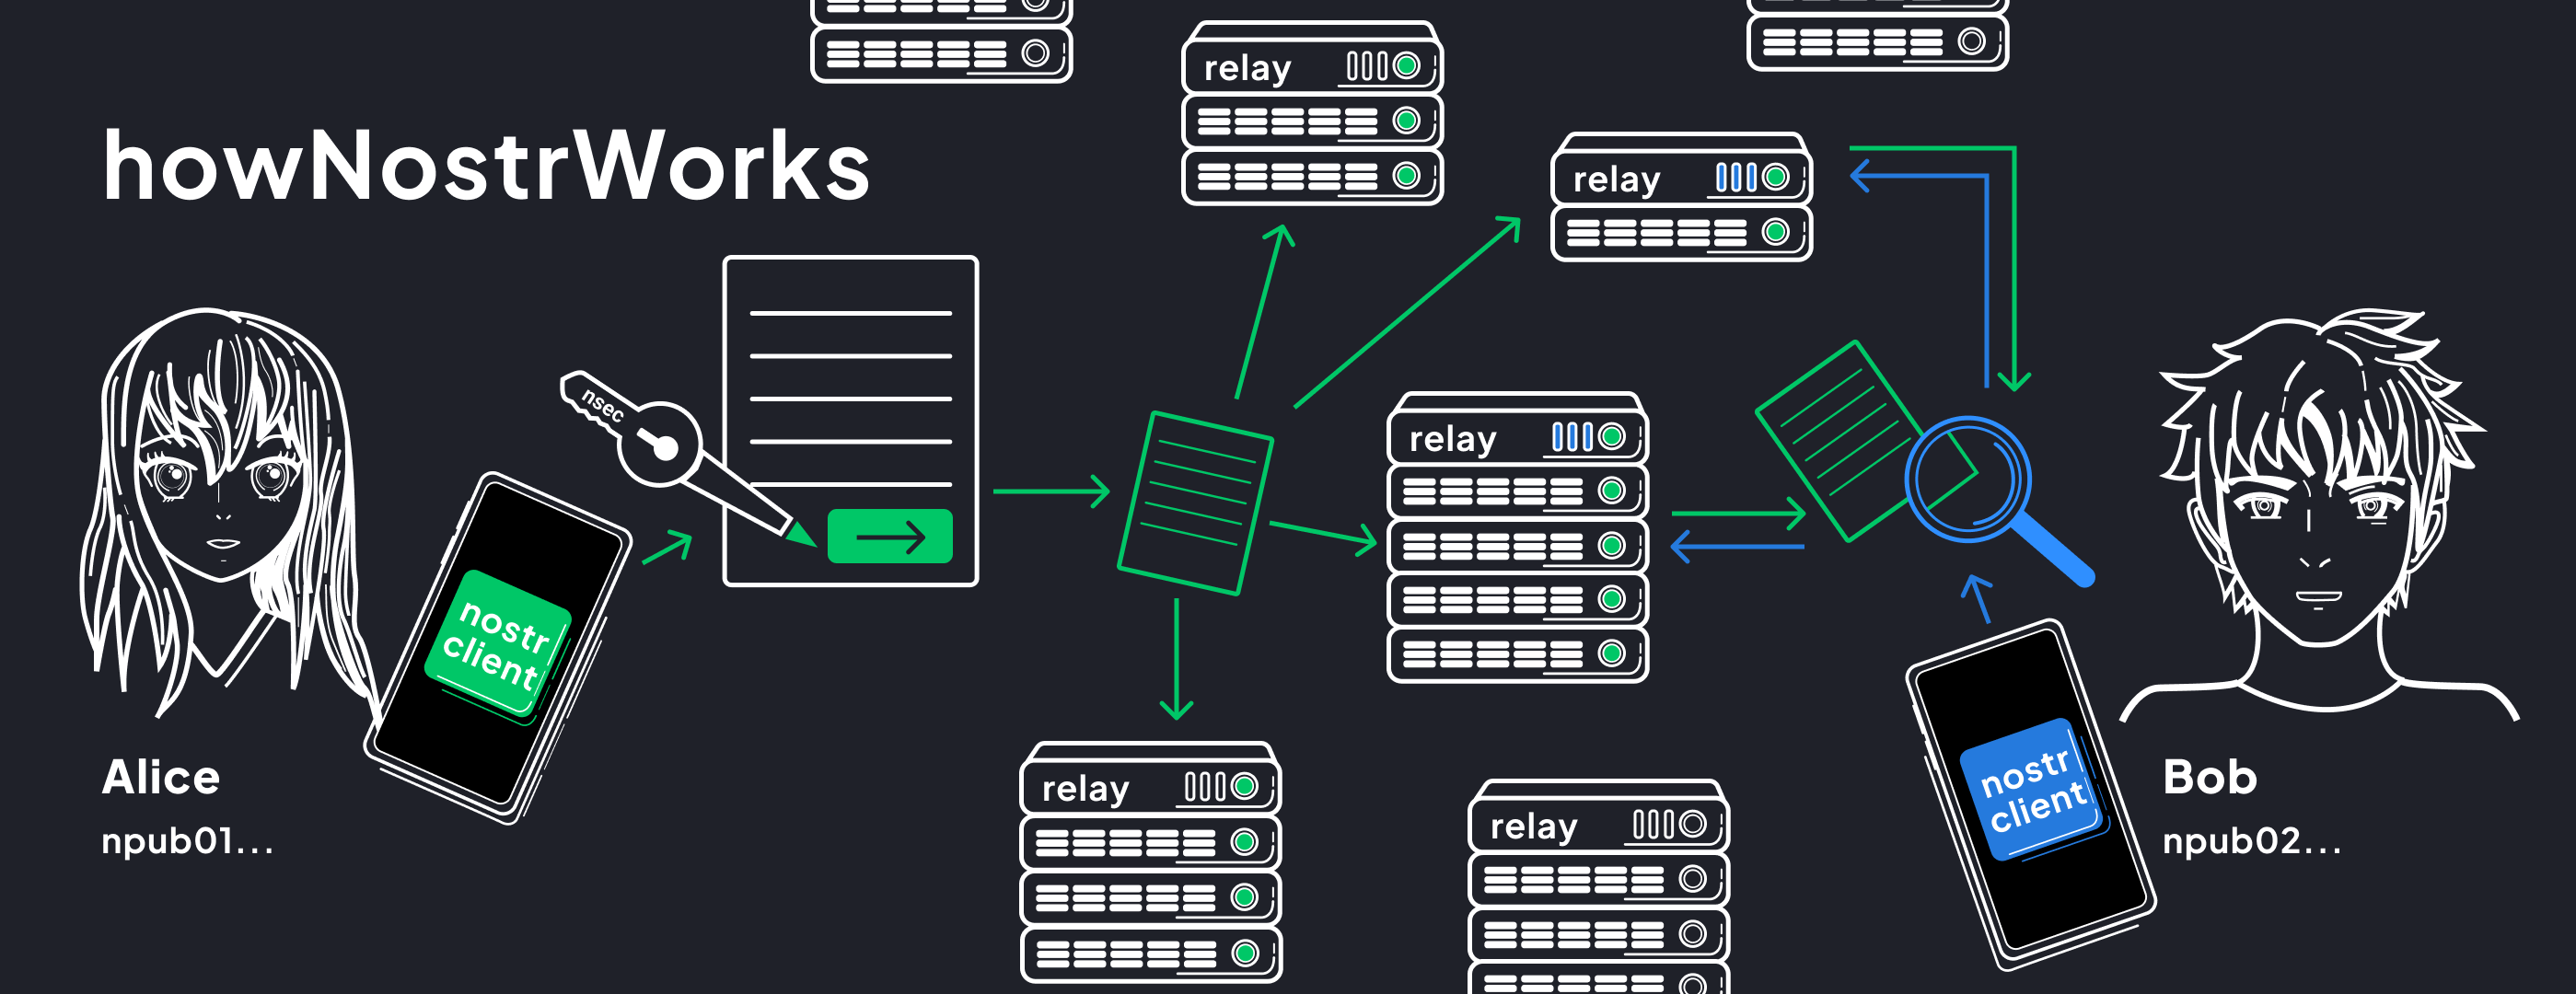 howNostrWorks
relay
relay
nsec
relay
nostr
client
Alice
npub01...
relay
relay
nostr
client
Bob
npub02...